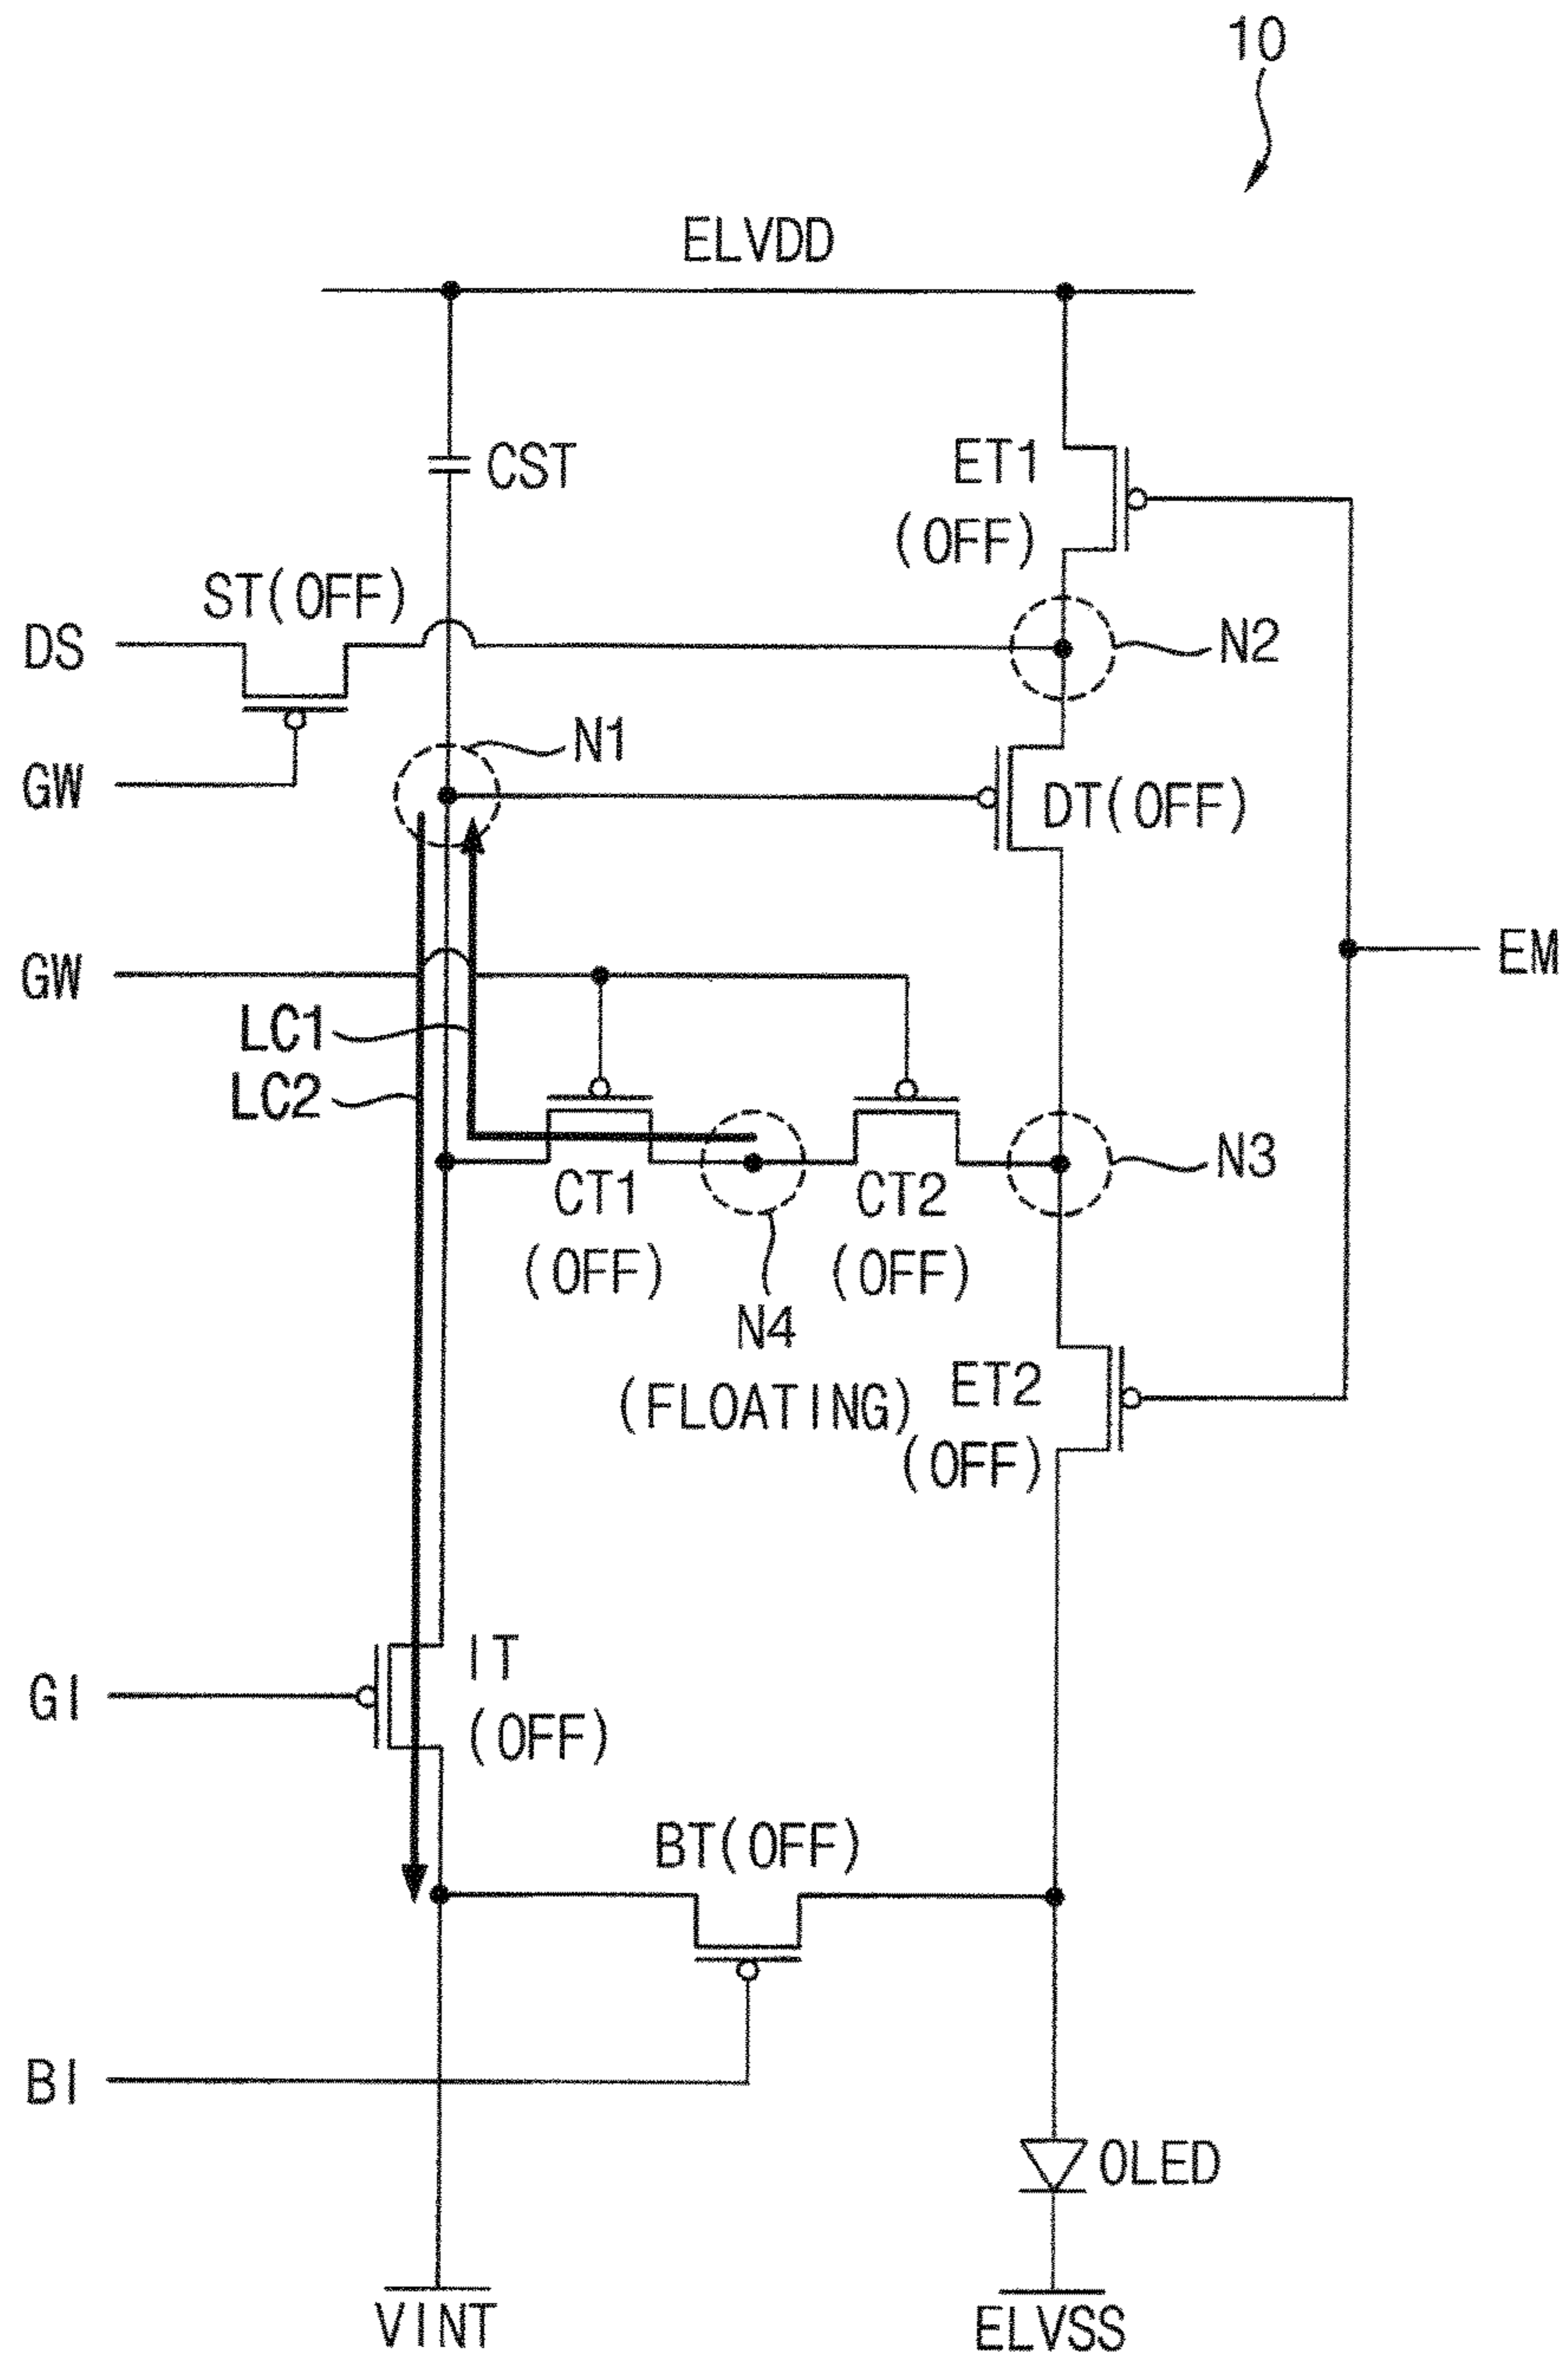 10
ELVDD
CST
ET1
(OFF)
ST(OFF)
DS
N2
N1
GW
DT(OFF)
GW
EM
LC1
LC2
CT1
(OFF)
CT2
(OFF)
N3
N4
(FLOATING)
ET2
(OFF)
IT
(OFF)
GI
BT(OFF)
BI
OLED
VINT
ELVSS